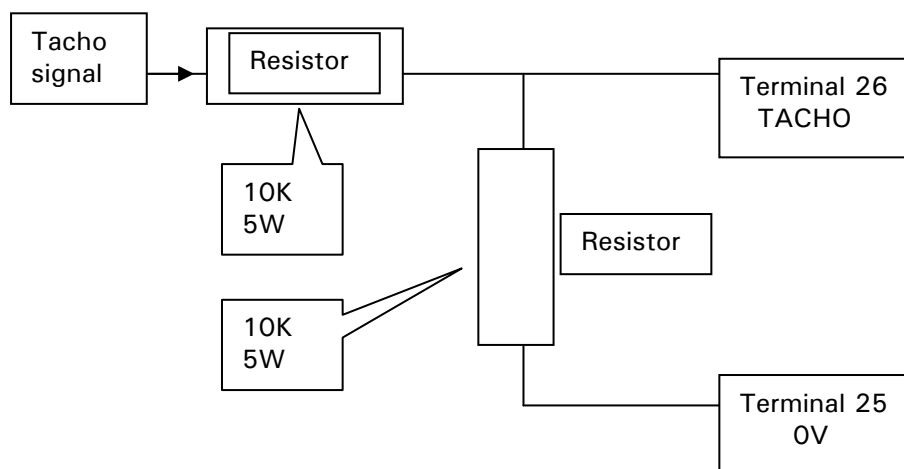 Tacho
signal
Resistor
Terminal 26
TACHO
10K
5W
Resistor
10K
5W
Terminal 25
0V